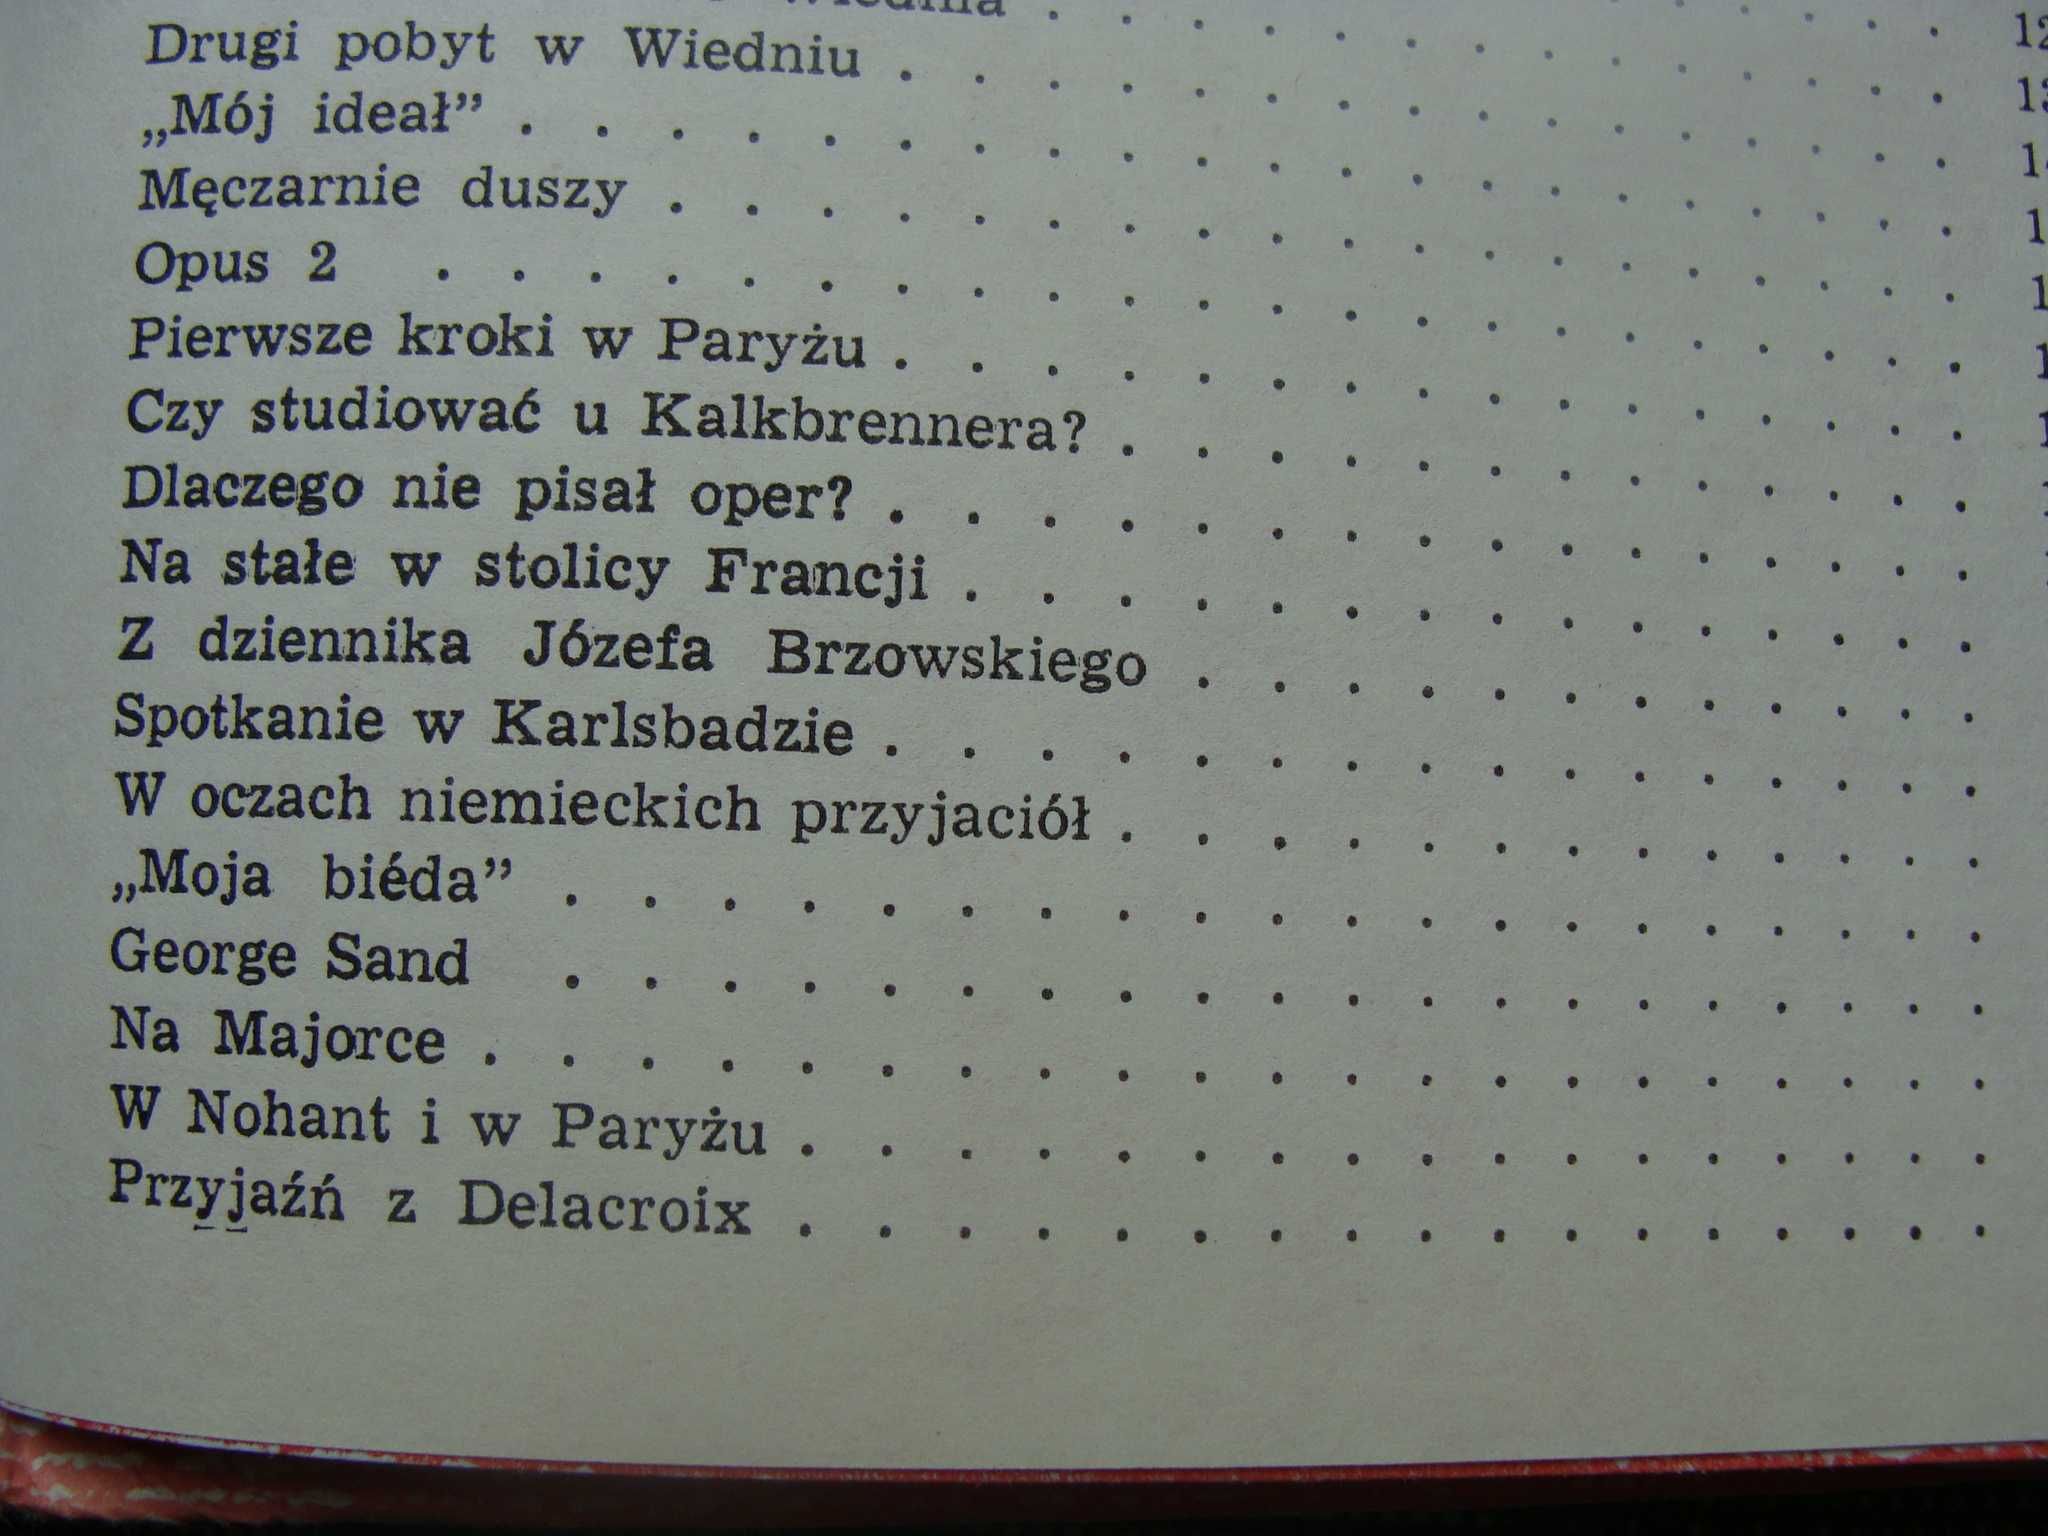 Drugi pobyt w Wiedniu . . . . . . . . . . . . . . .
„Mój ideał” . . . . . . . . . . . . . . . . . . . .
Męczarnie duszy . . . . . . . . . . . . . . . . . .
Opus 2 . . . . . . . . . . . . . . . . . . . . .
Pierwsze kroki w Paryżu . . . . . . . . . . . . . . .
Czy studiować u Kalkbrennera? . . . . . . . . . . . .
Dlaczego nie pisał oper? . . . . . . . . . . . . . . .
Na stałe w stolicy Francji . . . . . . . . . . . . . .
Z dziennika Józefa Brzowskiego . . . . . . . . . . .
Spotkanie w Karlsbadzie . . . . . . . . . . . . . . .
W oczach niemieckich przyjaciół . . . . . . . . . . . .
„Moja biéda” . . . . . . . . . . . . . . . . . . .
George Sand . . . . . . . . . . . . . . . . . . .
Na Majorce . . . . . . . . . . . . . . . . . . . .
W Nohant i w Paryżu . . . . . . . . . . . . . . . .
Przyjaźń z Delacroix . . . . . . . . . . . . . . . .